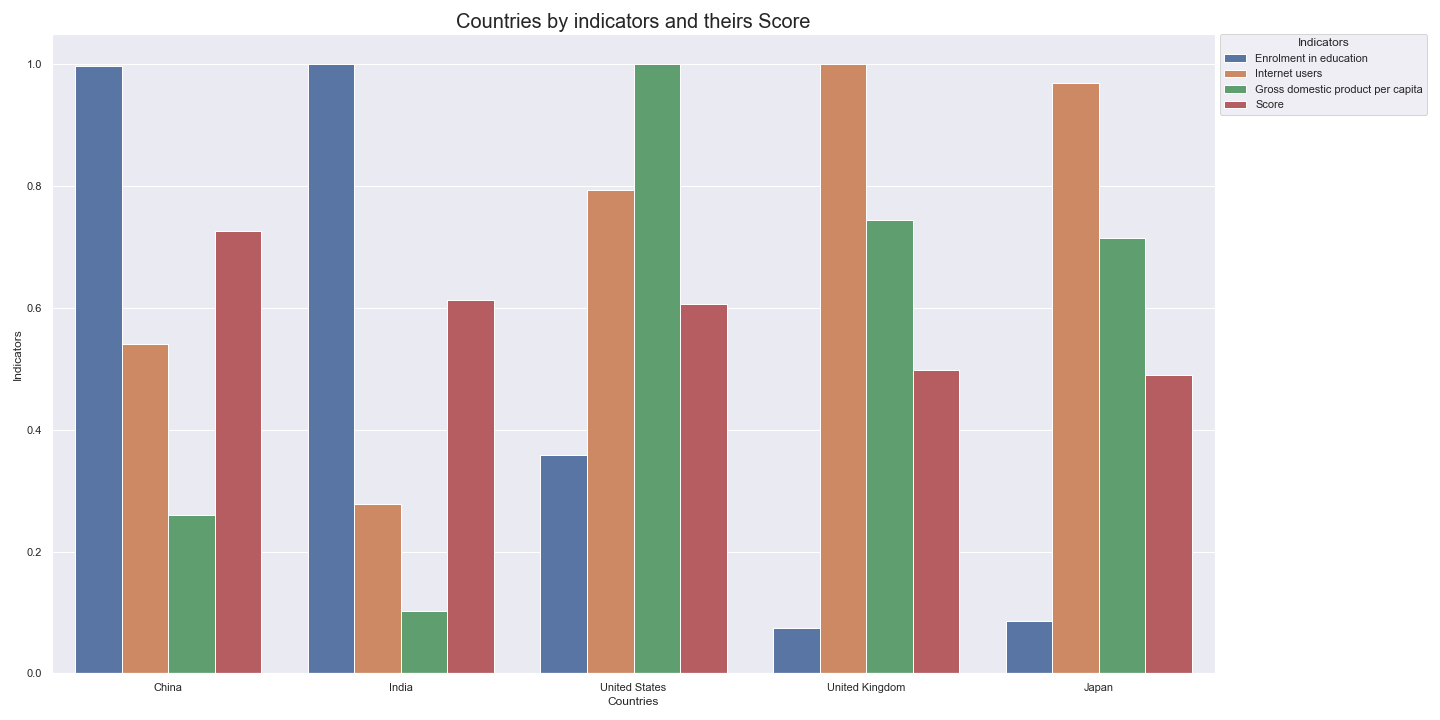 Countries by indicators and theirs Score
Indicators
Enrolment in education
Internet users
Gross domestic product per capita
Score
1.0
0.8
0.6
0.4
0.2
0.0
Indicators
China
India
United States
United Kingdom
Japan
Countries